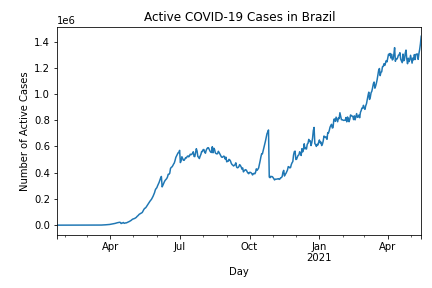 Active COVID-19 Cases in Brazil
1e6
1.4
1.2
1.0
0.8
0.6
0.4
0.2
0.0
Number of Active Cases
Apr Jul Oct Jan Apr
2021
Day